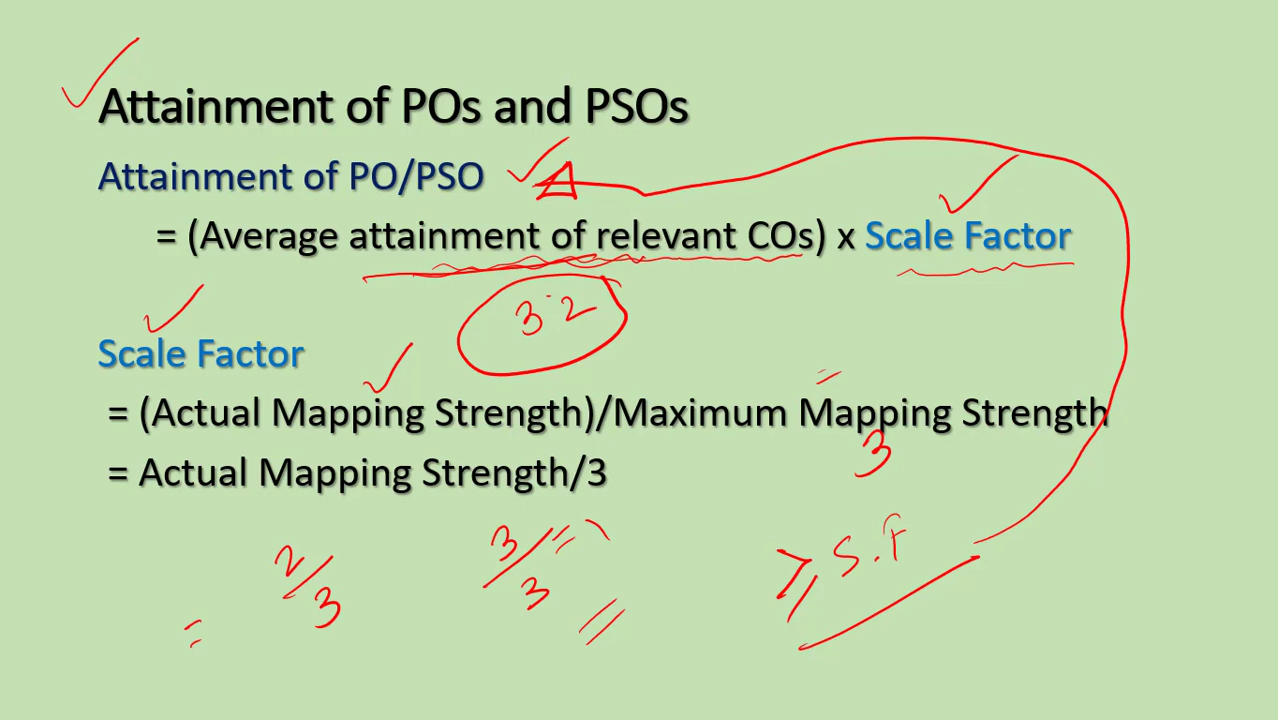 Attainment of POs and PSOs
Attainment of PO/PSO
= (Average attainment of relevant COs) x Scale Factor
3.2
Scale Factor
= (Actual Mapping Strength)/Maximum Mapping Strength
3
= Actual Mapping Strength/3
= 2/3
3/3 = 1
≥ S.F